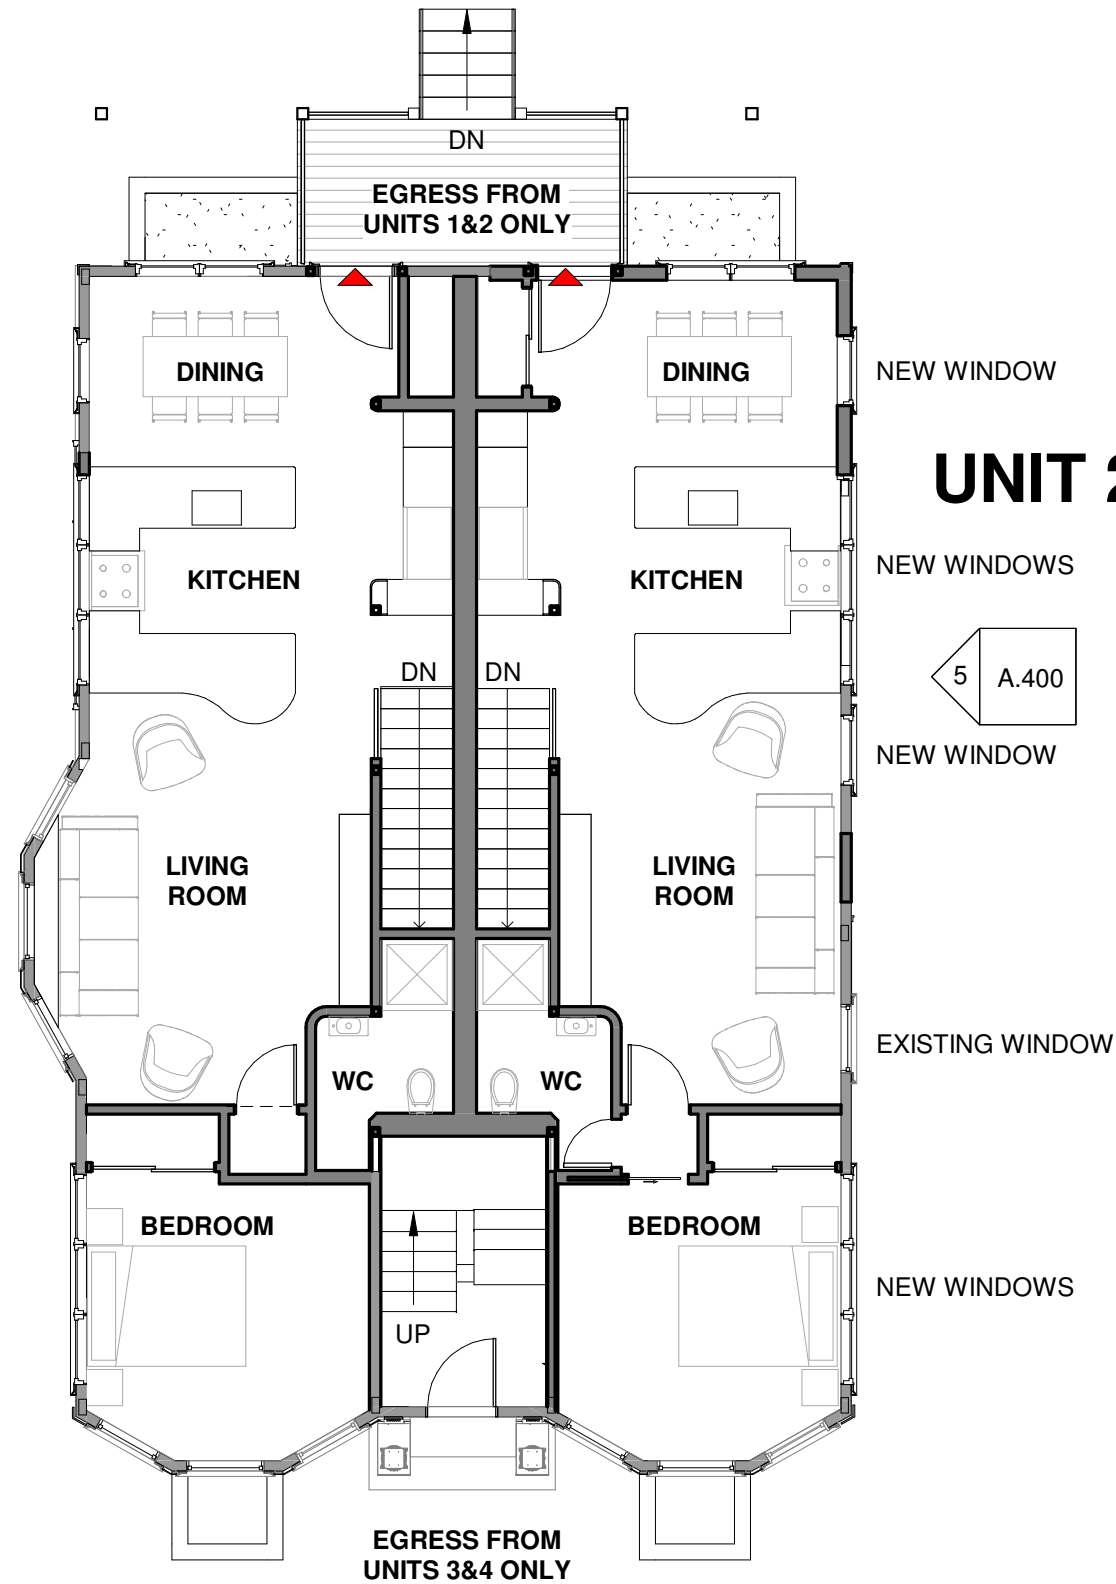 DN
EGRESS FROM
UNITS 1&2 ONLY
DINING
DINING
NEW WINDOW
UNIT 2
KITCHEN
KITCHEN
NEW WINDOWS
DN
DN
5
A.400
NEW WINDOW
LIVING
ROOM
LIVING
ROOM
EXISTING WINDOW
WC
WC
BEDROOM
BEDROOM
NEW WINDOWS
UP
EGRESS FROM
UNITS 3&4 ONLY